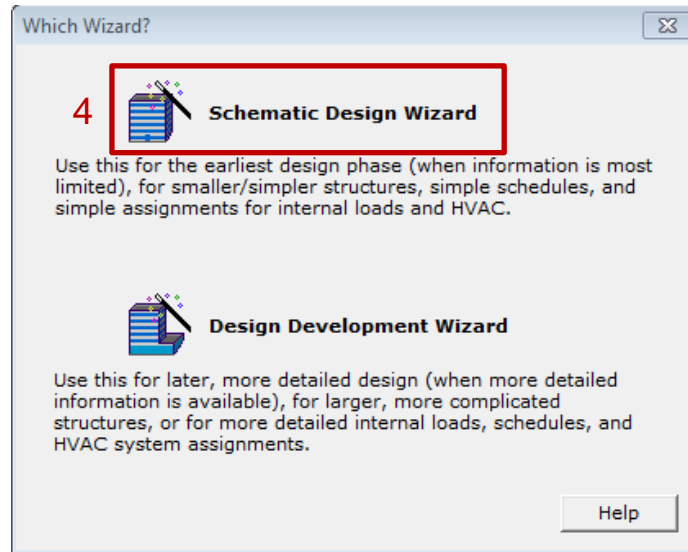 Which Wizard?
4
Schematic Design Wizard
Use this for the earliest design phase (when information is most
limited), for smaller/simpler structures, simple schedules, and
simple assignments for internal loads and HVAC.
Design Development Wizard
Use this for later, more detailed design (when more detailed
information is available), for larger, more complicated
structures, or for more detailed internal loads, schedules, and
HVAC system assignments.
Help